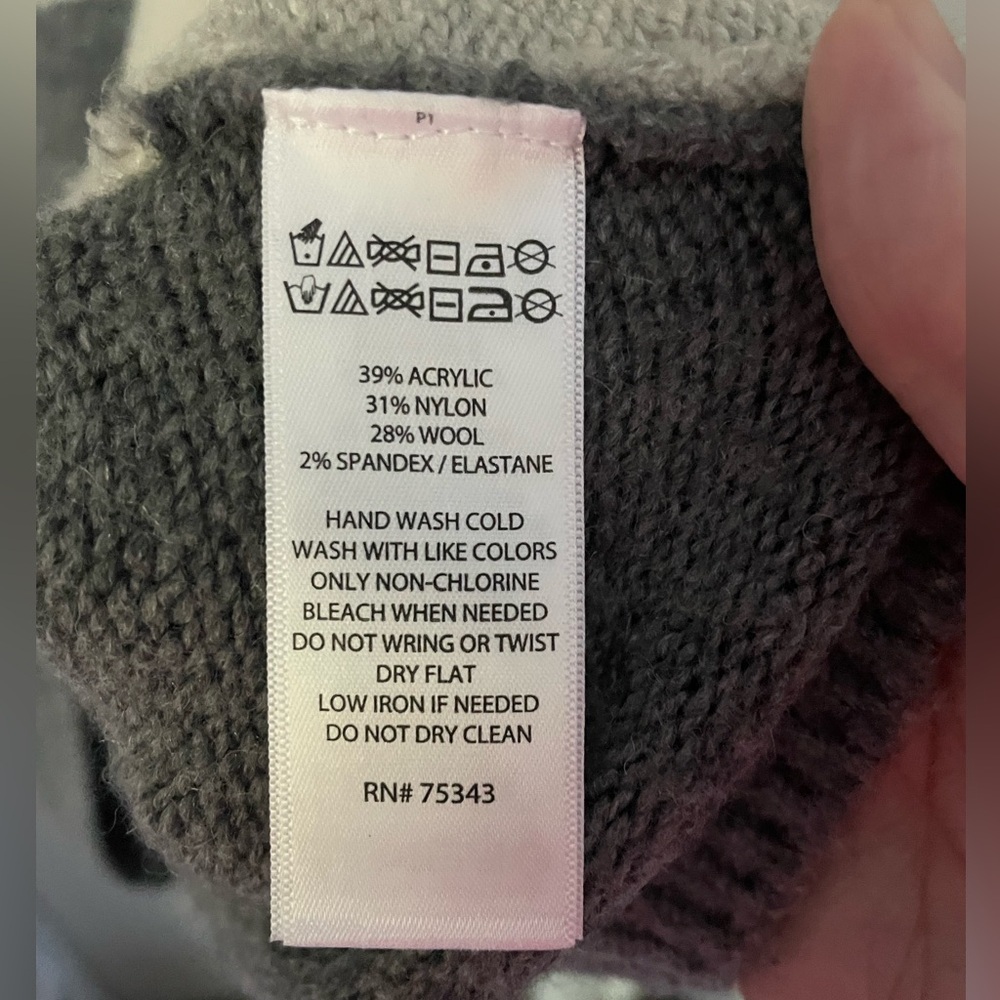 P1
39% ACRYLIC
31% NYLON
28% WOOL
2% SPANDEX / ELASTANE
HAND WASH COLD
WASH WITH LIKE COLORS
ONLY NON-CHLORINE
BLEACH WHEN NEEDED
DO NOT WRING OR TWIST
DRY FLAT
LOW IRON IF NEEDED
DO NOT DRY CLEAN
RN# 75343